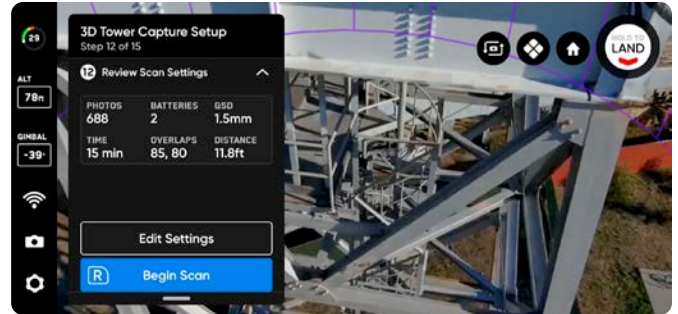 29
ALT
78ft
GIMBAL
-39°
3D Tower Capture Setup
Step 12 of 15
12 Review Scan Settings
PHOTOS BATTERIES GSD
688 2 1.5mm
TIME OVERLAPS DISTANCE
15 min 85, 80 11.8ft
Edit Settings
R Begin Scan
HOLD TO
LAND